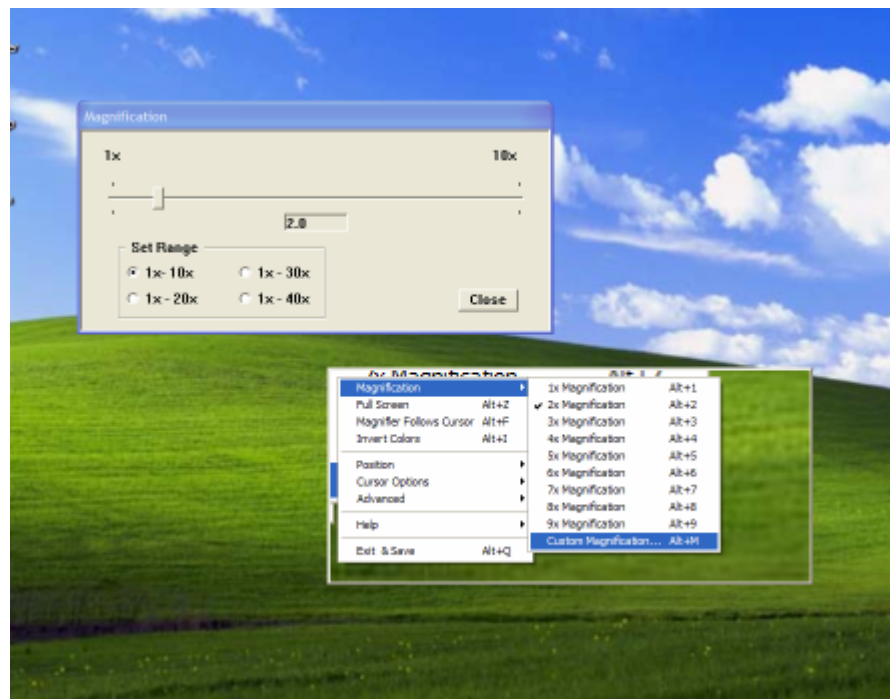 Magnification
1x 10x
2.0
Set Range
1x- 10x 1x - 30x
1x - 20x 1x - 40x
Close
Magnification
Magnification
Full Screen Alt+Z
Magnifier Follows Cursor Alt+F
Invert Colors Alt+I
Position
Cursor Options
Advanced
Help
Exit & Save Alt+Q
1x Magnification Alt+1
2x Magnification Alt+2
3x Magnification Alt+3
4x Magnification Alt+4
5x Magnification Alt+5
6x Magnification Alt+6
7x Magnification Alt+7
8x Magnification Alt+8
9x Magnification Alt+9
Custom Magnification... Alt+M